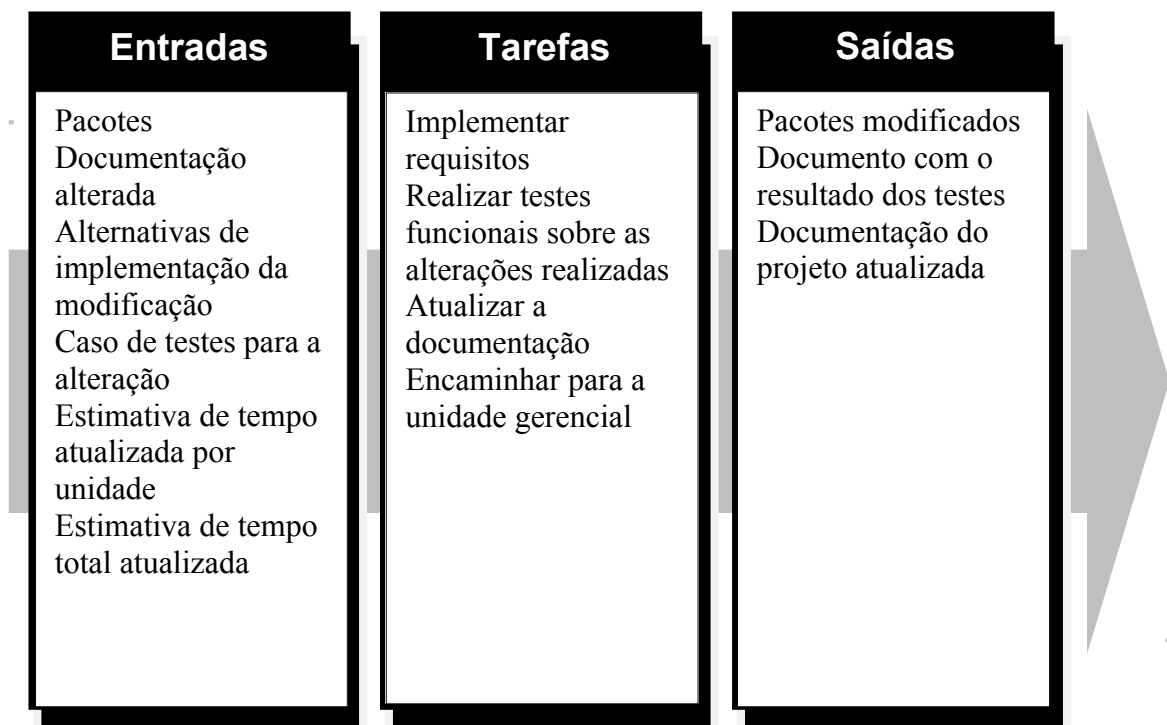 Entradas
Pacotes
Documentação
alterada
Alternativas de
implementação da
modificação
Caso de testes para a
alteração
Estimativa de tempo
atualizada por
unidade
Estimativa de tempo
total atualizada
Tarefas
Implementar
requisitos
Realizar testes
funcionais sobre as
alterações realizadas
Atualizar a
documentação
Encaminhar para a
unidade gerencial
Saídas
Pacotes modificados
Documento com o
resultado dos testes
Documentação do
projeto atualizada